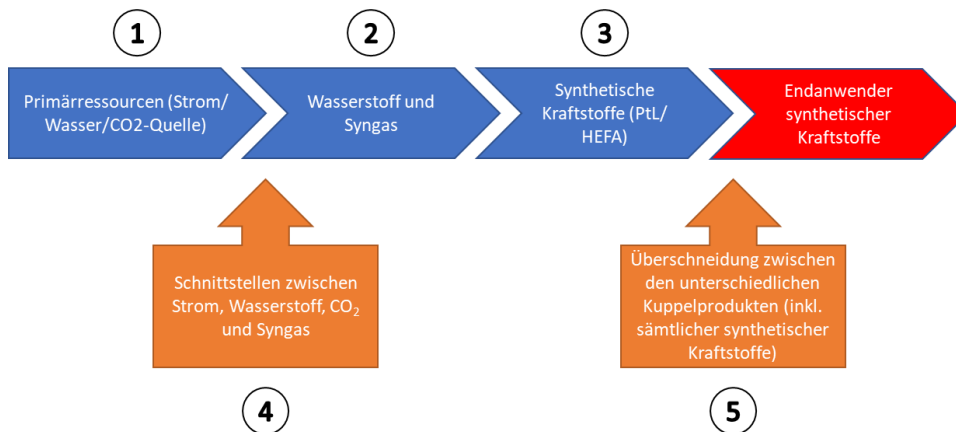 1
2
3
Primärressourcen (Strom/
Wasser/CO2-Quelle)
Wasserstoff und
Syngas
Synthetische
Kraftstoffe (PtL/
HEFA)
Endanwender
synthetischer
Kraftstoffe
Schnittstellen zwischen
Strom, Wasserstoff, CO₂
und Syngas
Überschneidung zwischen
den unterschiedlichen
Kuppelprodukten (inkl.
sämtlicher synthetischer
Kraftstoffe)
4
5